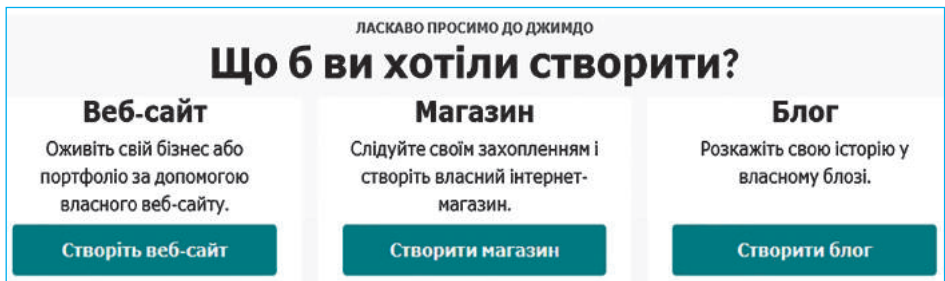 ЛАСКАВО ПРОСИМО ДО ДЖИМДО
Що б ви хотіли створити?
Веб-сайт
Оживіть свій бізнес або
портфоліо за допомогою
власного веб-сайту.
Створіть веб-сайт
Магазин
Слідуйте своїм захопленням і
створіть власний інтернет-
магазин.
Створити магазин
Блог
Розкажіть свою історію у
власному блозі.
Створити блог